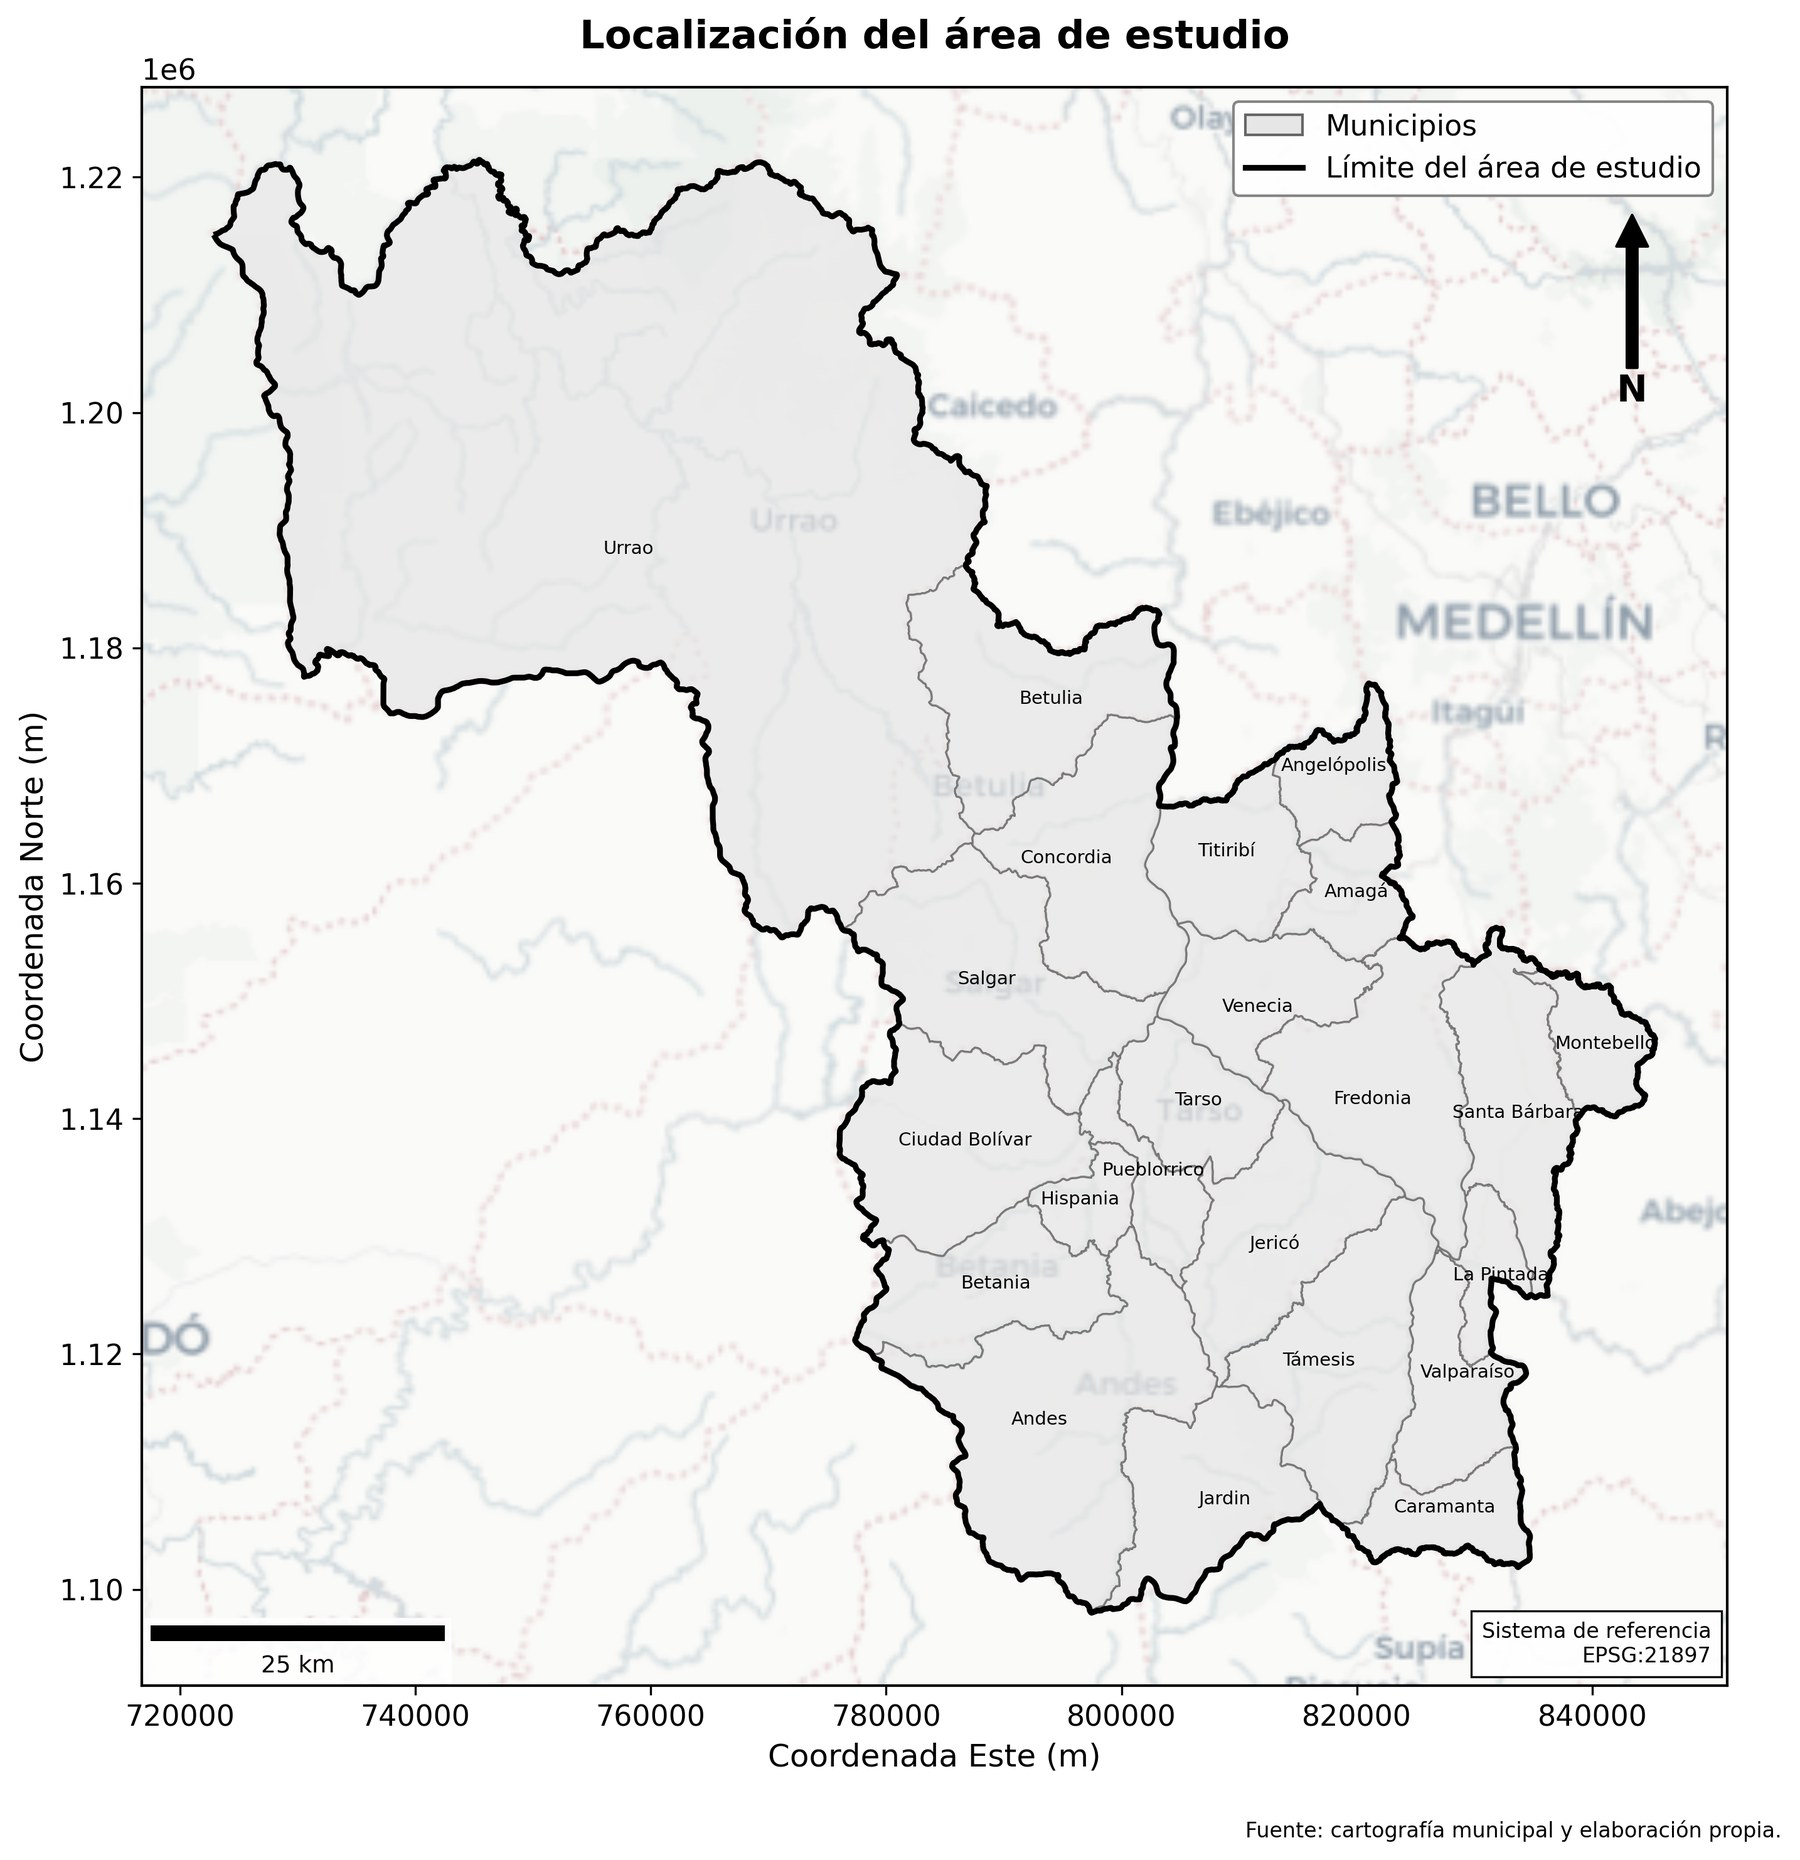 Localización del área de estudio
1e6
Municipios
Límite del área de estudio
N
1.22
1.20
1.18
1.16
1.14
1.12
1.10
Coordenada Norte (m)
Caicedo
Ebéjico
BELLO
MEDELLÍN
Itagüí
Urrao
Urrao
Betulia
Betulia
Angelópolis
Concordia
Titiribí
Amagá
Salgar
Salgar
Venecia
Montebello
Tarso
Tarso
Fredonia
Santa Bárbara
Ciudad Bolívar
Pueblorrico
Hispania
Jericó
Abejo
Betania
Betania
La Pintada
DÓ
Támesis
Valparaíso
Andes
Andes
Jardin
Caramanta
Supía
25 km
Sistema de referencia
EPSG:21897
720000 740000 760000 780000 800000 820000 840000
Coordenada Este (m)
Fuente: cartografía municipal y elaboración propia.